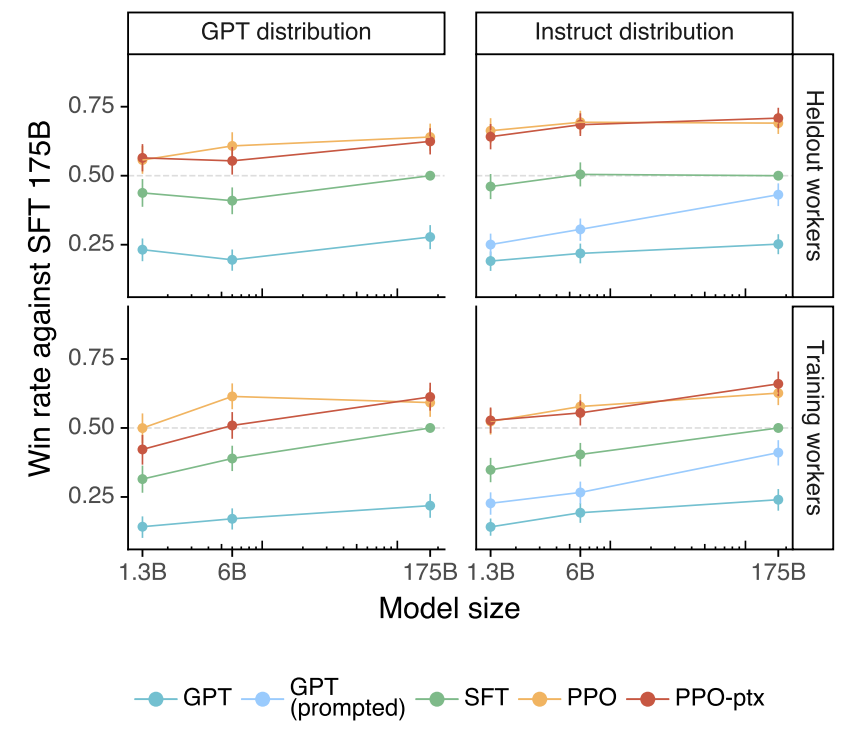 GPT distribution
Instruct distribution
Win rate against SFT 175B
0.75
0.50
0.25
Heldout workers
0.75
0.50
0.25
Training workers
1.3B
6B
175B
1.3B
6B
175B
Model size
GPT
GPT
(prompted)
SFT
PPO
PPO-ptx